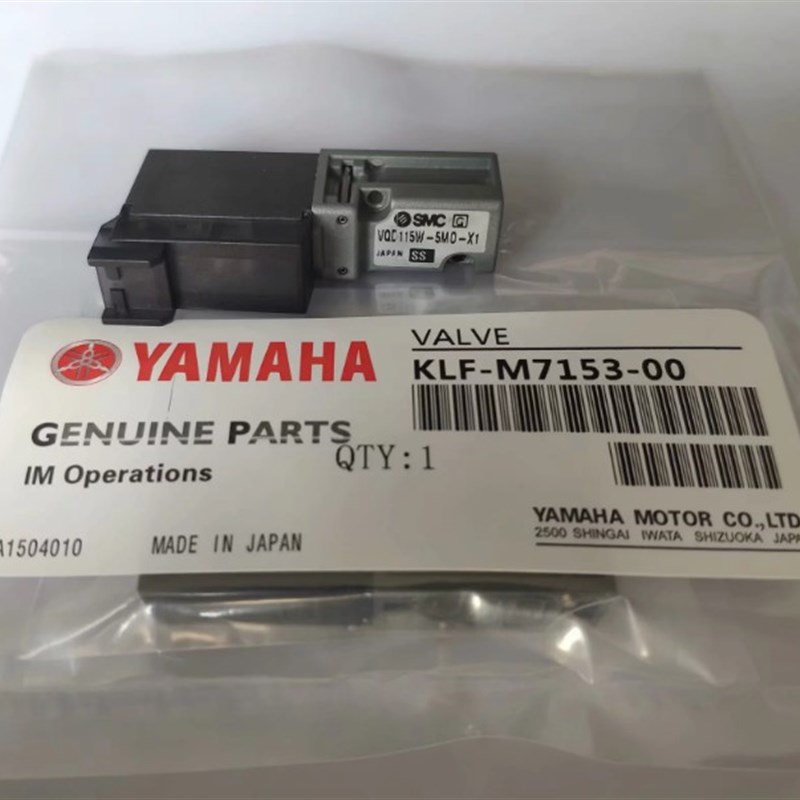 SMC G
VQD115W-5MO-X1
JAPAN SS
YAMAHA
VALVE
KLF-M7153-00
GENUINE PARTS
QTY:1
IM Operations
A1504010
MADE IN JAPAN
YAMAHA MOTOR CO.,LTD
2500 SHINGAI IWATA SHIZUOKA JAPA